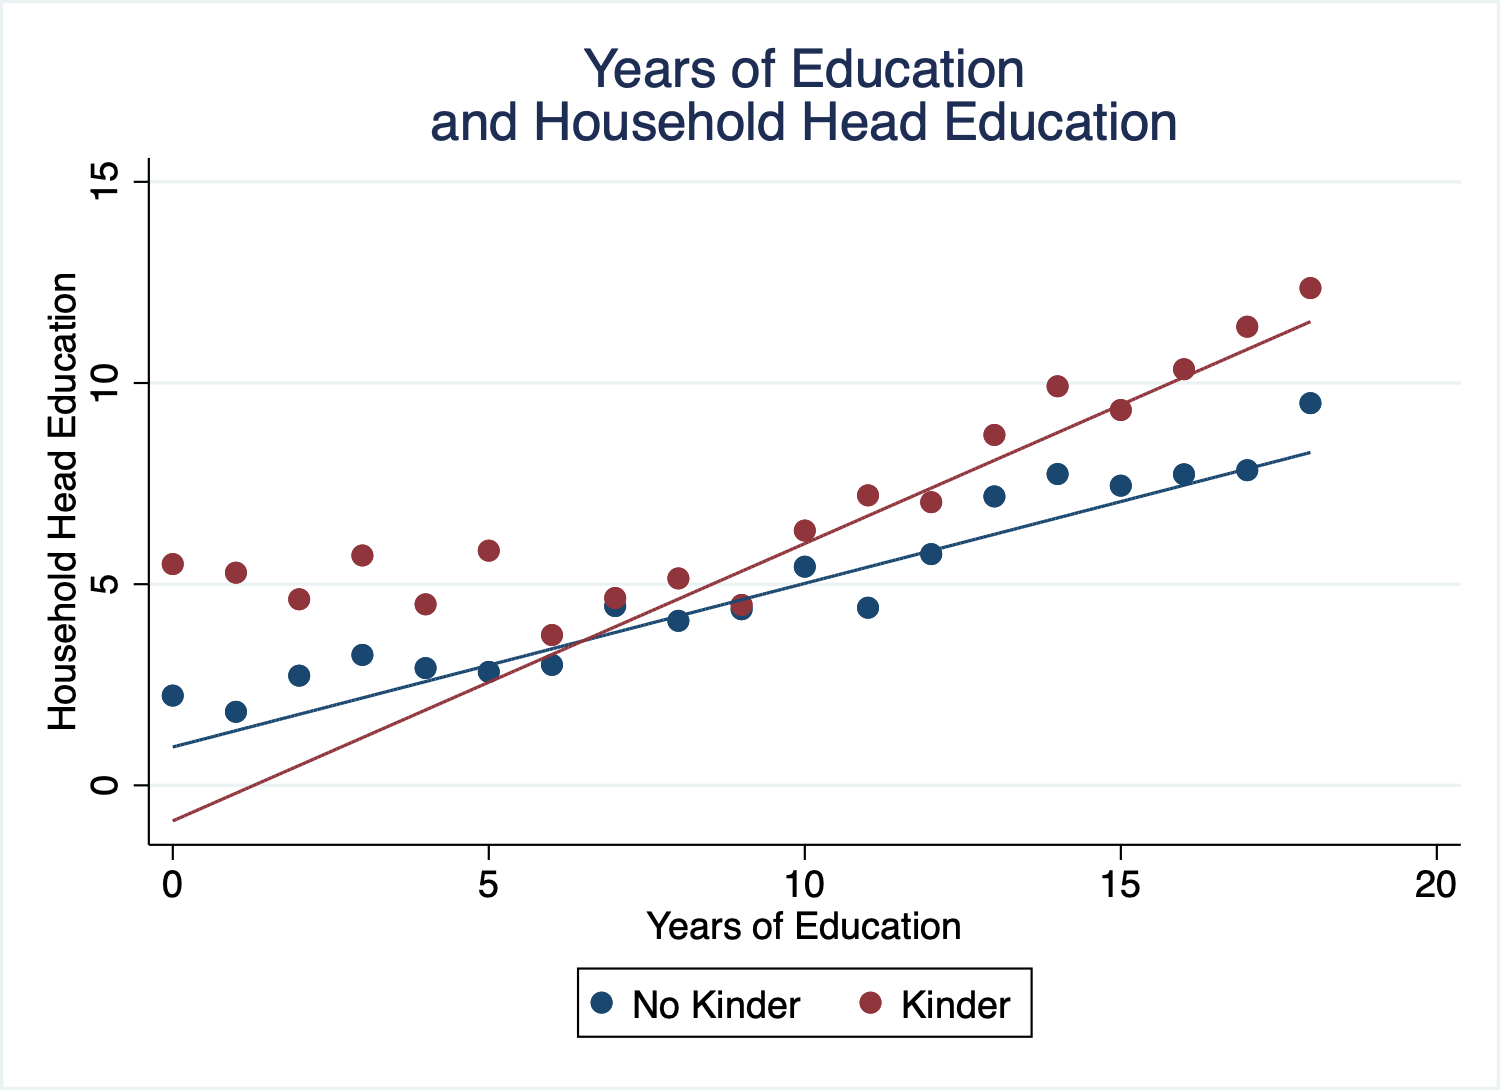 Years of Education
and Household Head Education
Household Head Education
15
10
5
0
0 5 10 15 20
Years of Education
No Kinder Kinder